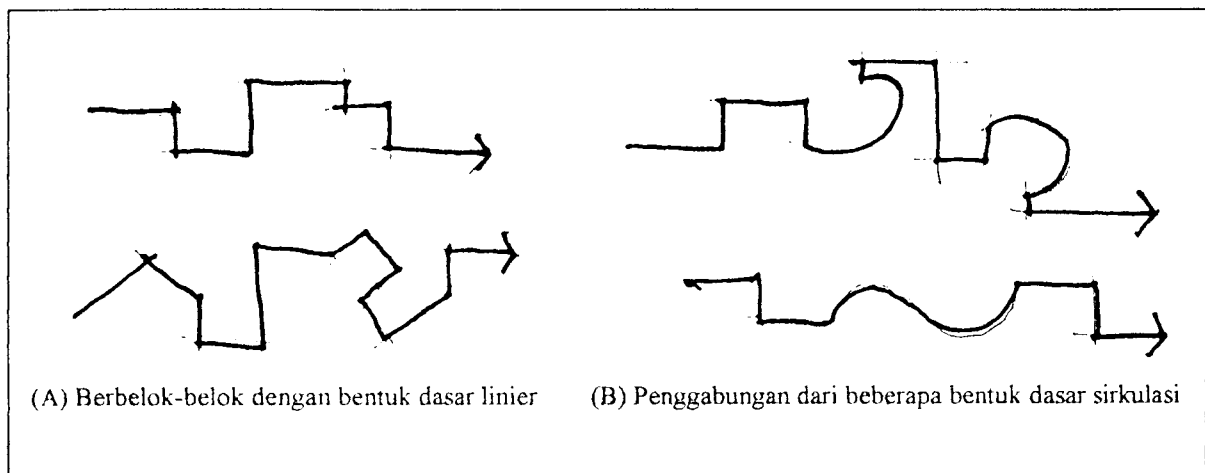 (A) Berbelok-belok dengan bentuk dasar linier
(B) Penggabungan dari beberapa bentuk dasar sirkulasi